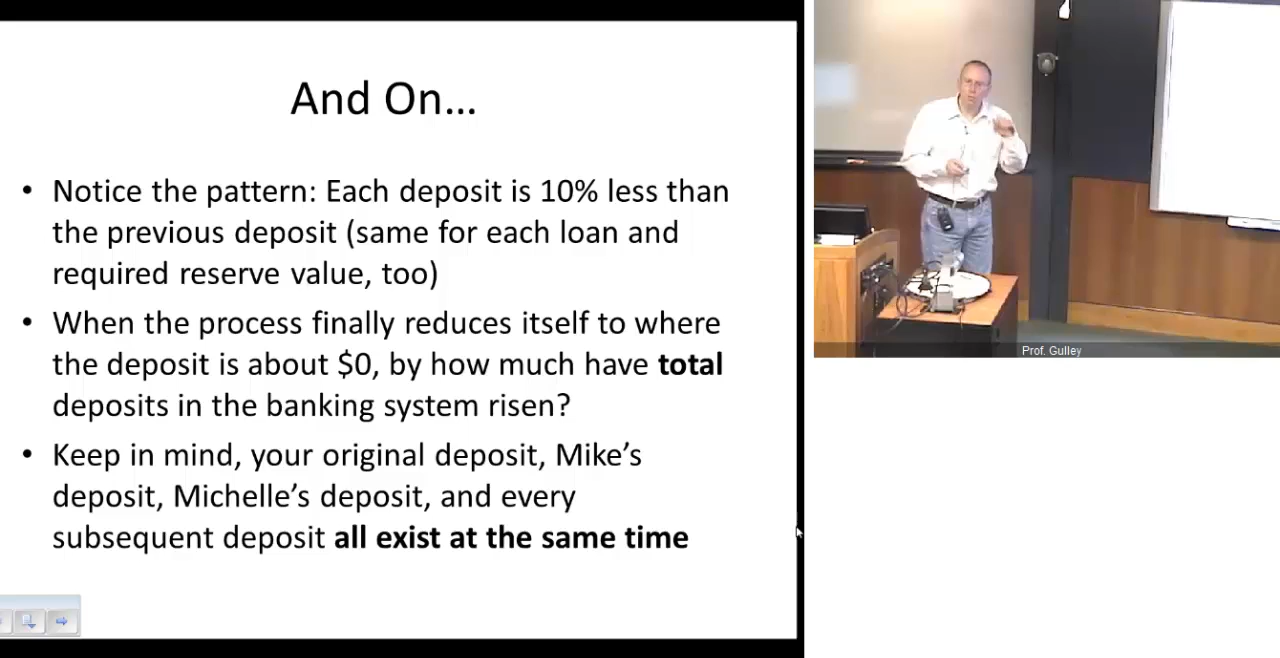 And On…
• Notice the pattern: Each deposit is 10% less than
the previous deposit (same for each loan and
required reserve value, too)
• When the process finally reduces itself to where
the deposit is about $0, by how much have total
deposits in the banking system risen?
• Keep in mind, your original deposit, Mike’s
deposit, Michelle’s deposit, and every
subsequent deposit all exist at the same time
Prof. Gulley